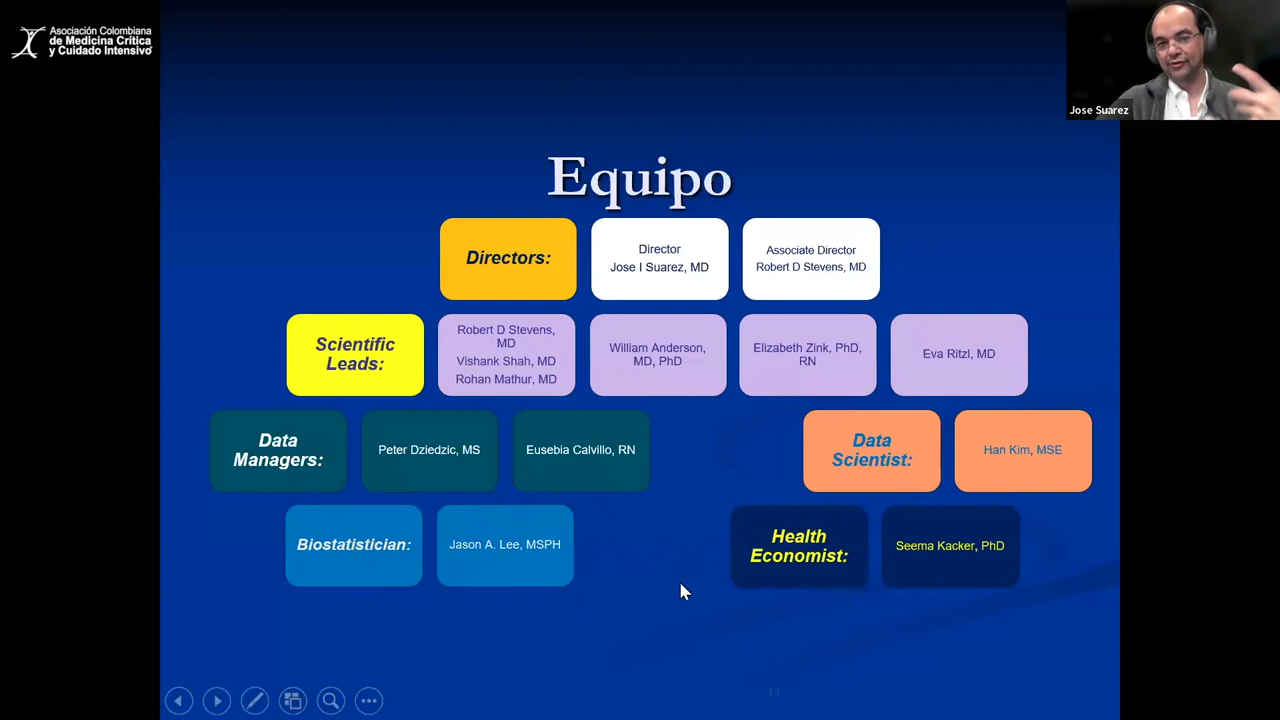 Asociación Colombiana
de Medicina Crítica
y Cuidado Intensivo
Jose Suarez
Equipo
Directors:
Director
Jose I Suarez, MD
Associate Director
Robert D Stevens, MD
Scientific
Leads:
Robert D Stevens,
MD
Vishank Shah, MD
Rohan Mathur, MD
William Anderson,
MD, PhD
Elizabeth Zink, PhD,
RN
Eva Ritzl, MD
Data
Managers:
Peter Dziedzic, MS
Eusebia Calvillo, RN
Data
Scientist:
Han Kim, MSE
Biostatistician:
Jason A. Lee, MSPH
Health
Economist:
Seema Kacker, PhD